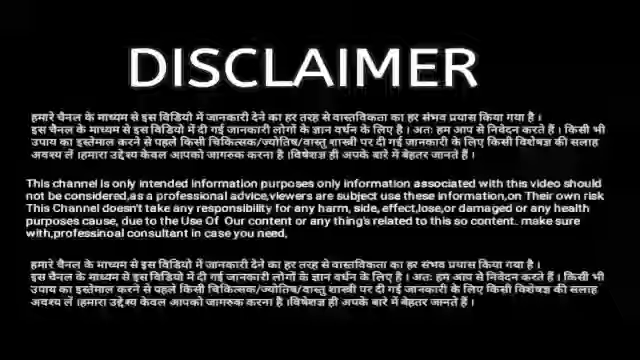 DISCLAIMER
हमारे चैनल के माध्यम से इस विडियो में जानकारी देने का हर तरह से वास्तविकता का हर संभव प्रयास किया गया है ।
इस चैनल के माध्यम से इस विडियो में दी गई जानकारी लोगों के ज्ञान वर्धन के लिए है । अतः हम आप से निवेदन करते हैं । किसी भी
उपाय का इस्तेमाल करने से पहले किसी चिकित्सक/ज्योतिष/वास्तु शास्त्री पर दी गई जानकारी के लिए किसी विशेषज्ञ की सलाह
अवश्य लें ।हमारा उद्देश्य केवल आपको जागरुक करना है ।विषेशज्ञ ही आपके बारे में बेहतर जानते हैं ।
This channel is only intended information purposes only information associated with this video should
not be considered,as a professional advice,viewers are subject use these information,on Their own risk
This Channel doesn't take any responsibility for any harm, side, effect,lose,or damaged or any health
purposes cause, due to the Use Of Our content or any thing's related to this so content. make sure
with,professinoal consultant in case you need,
हमारे चैनल के माध्यम से इस विडियो में जानकारी देने का हर तरह से वास्तविकता का हर संभव प्रयास किया गया है ।
इस चैनल के माध्यम से इस विडियो में दी गई जानकारी लोगों के ज्ञान वर्धन के लिए है । अतः हम आप से निवेदन करते हैं । किसी भी
उपाय का इस्तेमाल करने से पहले किसी चिकित्सक/ज्योतिष/वास्तु शास्त्री पर दी गई जानकारी के लिए किसी विशेषज्ञ की सलाह
अवश्य लें ।हमारा उद्देश्य केवल आपको जागरुक करना है ।विषेशज्ञ ही आपके बारे में बेहतर जानते हैं ।